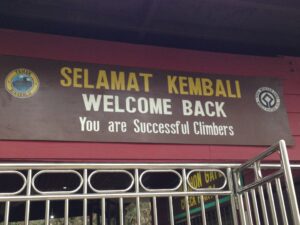 SELAMAT KEMBALI
WELCOME BACK
You are Successful Climbers